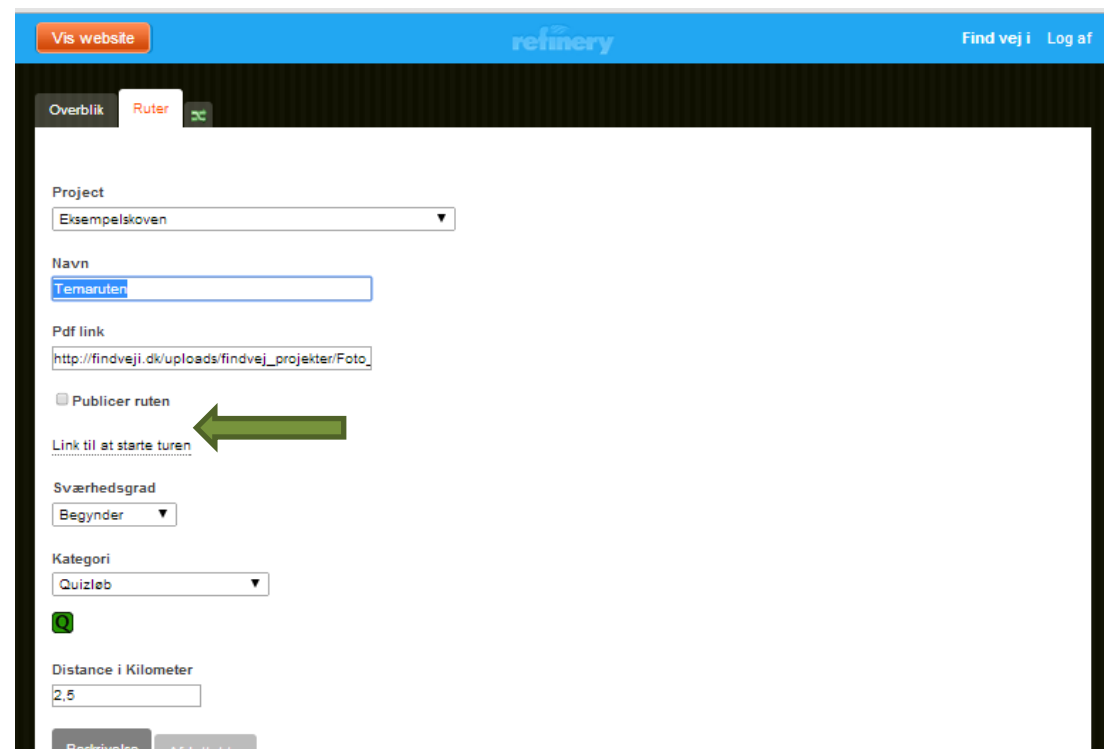 Vis website
refinery
Find vej i Log af
Overblik Ruter
Project
Eksempelskoven
Navn
Temaruten
Pdf link
http://findveji.dk/uploads/findvej_projekter/Foto_
Publicer ruten
Link til at starte turen
Sværhedsgrad
Begynder
Kategori
Quizløb
Q
Distance i Kilometer
2,5
Beskrivelse